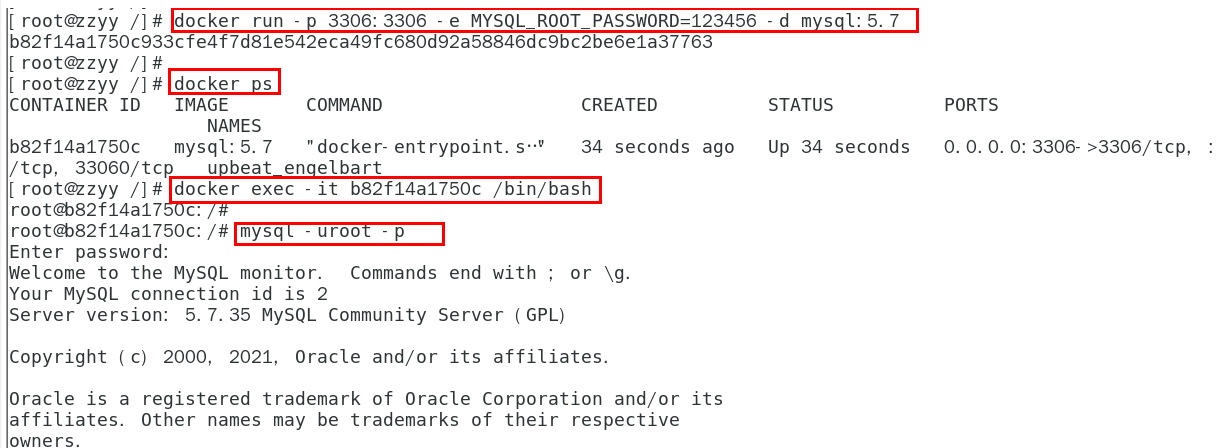 [root@zzyy /]# docker run -p 3306:3306 -e MYSQL_ROOT_PASSWORD=123456 -d mysql:5.7
b82f14a1750c933cfe4f7d81e542eca49fc680d92a58846dc9bc2be6e1a37763
[root@zzyy /]#
[root@zzyy /]# docker ps
CONTAINER ID   IMAGE       COMMAND                  CREATED          STATUS          PORTS
                  NAMES
b82f14a1750c   mysql:5.7   "docker-entrypoint.s…"   34 seconds ago   Up 34 seconds   0.0.0.0:3306->3306/tcp, :
/tcp, 33060/tcp   upbeat_engelbart
[root@zzyy /]# docker exec -it b82f14a1750c /bin/bash
root@b82f14a1750c:/#
root@b82f14a1750c:/# mysql -uroot -p
Enter password:
Welcome to the MySQL monitor.  Commands end with ; or \g.
Your MySQL connection id is 2
Server version: 5.7.35 MySQL Community Server (GPL)

Copyright (c) 2000, 2021, Oracle and/or its affiliates.

Oracle is a registered trademark of Oracle Corporation and/or its
affiliates. Other names may be trademarks of their respective
owners.